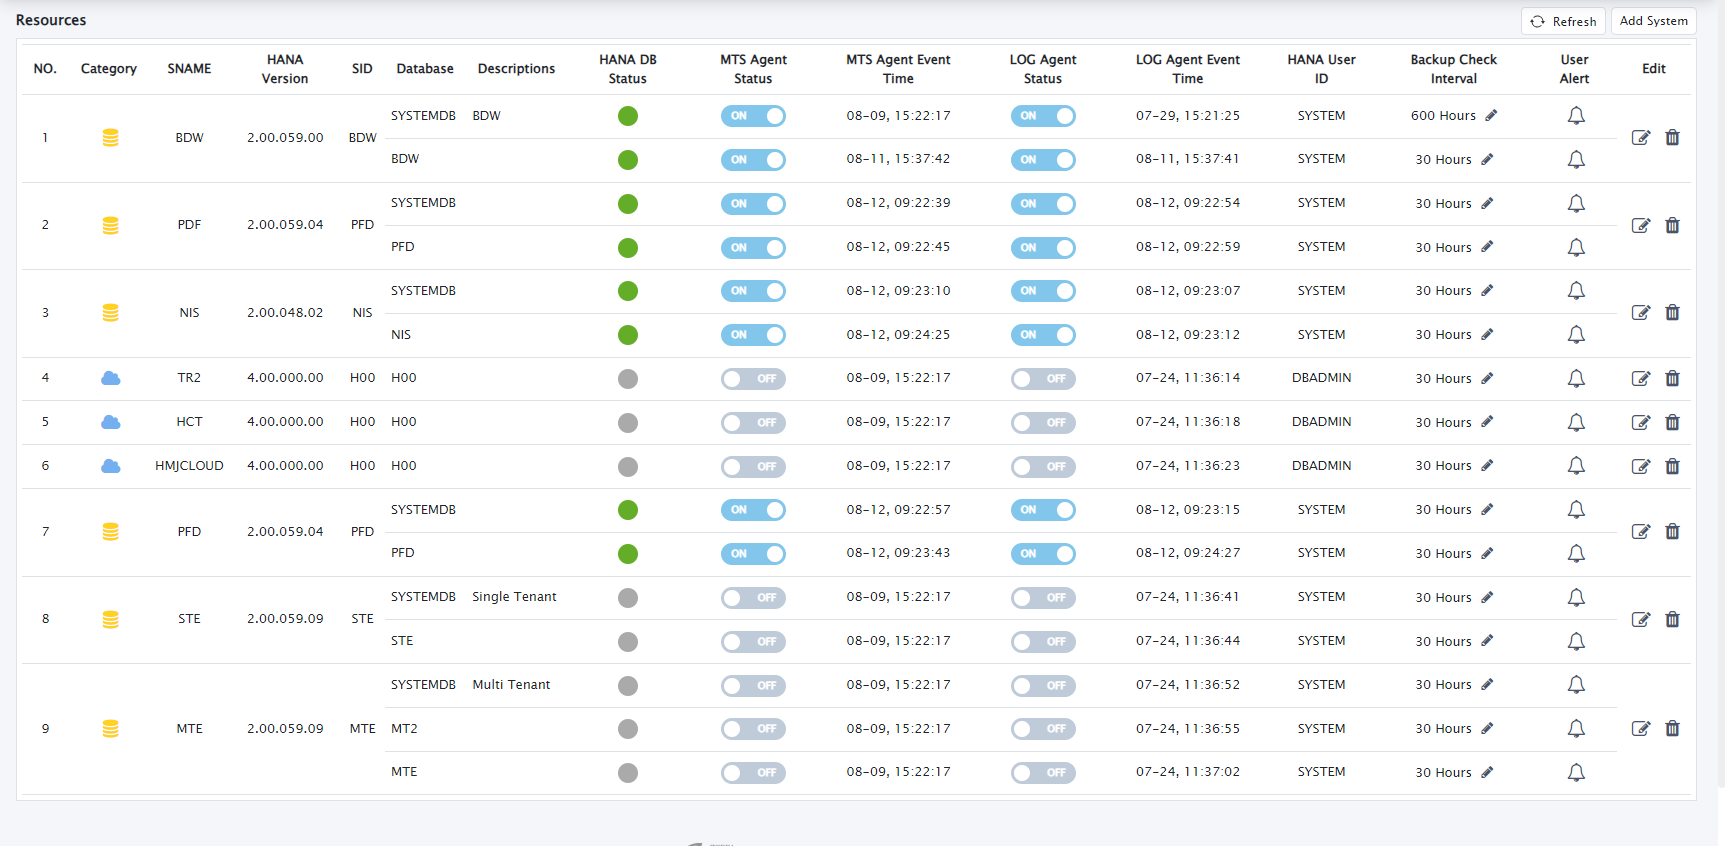 Resources
Refresh
Add System
NO. Category SNAME HANA Version SID Database Descriptions HANA DB Status MTS Agent Status MTS Agent Event Time LOG Agent Status LOG Agent Event Time HANA User ID Backup Check Interval User Alert Edit
1 BDW 2.00.059.00 BDW
SYSTEMDB BDW ON 08-09, 15:22:17 ON 07-29, 15:21:25 SYSTEM 600 Hours
BDW ON 08-11, 15:37:42 ON 08-11, 15:37:41 SYSTEM 30 Hours
2 PDF 2.00.059.04 PFD
SYSTEMDB ON 08-12, 09:22:39 ON 08-12, 09:22:54 SYSTEM 30 Hours
PFD ON 08-12, 09:22:45 ON 08-12, 09:22:59 SYSTEM 30 Hours
3 NIS 2.00.048.02 NIS
SYSTEMDB ON 08-12, 09:23:10 ON 08-12, 09:23:07 SYSTEM 30 Hours
NIS ON 08-12, 09:24:25 ON 08-12, 09:23:12 SYSTEM 30 Hours
4 TR2 4.00.000.00 H00 H00 OFF 08-09, 15:22:17 OFF 07-24, 11:36:14 DBADMIN 30 Hours
5 HCT 4.00.000.00 H00 H00 OFF 08-09, 15:22:17 OFF 07-24, 11:36:18 DBADMIN 30 Hours
6 HMJCLOUD 4.00.000.00 H00 H00 OFF 08-09, 15:22:17 OFF 07-24, 11:36:23 DBADMIN 30 Hours
7 PFD 2.00.059.04 PFD
SYSTEMDB ON 08-12, 09:22:57 ON 08-12, 09:23:15 SYSTEM 30 Hours
PFD ON 08-12, 09:23:43 ON 08-12, 09:24:27 SYSTEM 30 Hours
8 STE 2.00.059.09 STE
SYSTEMDB Single Tenant OFF 08-09, 15:22:17 OFF 07-24, 11:36:41 SYSTEM 30 Hours
STE OFF 08-09, 15:22:17 OFF 07-24, 11:36:44 SYSTEM 30 Hours
9 MTE 2.00.059.09 MTE
SYSTEMDB Multi Tenant OFF 08-09, 15:22:17 OFF 07-24, 11:36:52 SYSTEM 30 Hours
MT2 OFF 08-09, 15:22:17 OFF 07-24, 11:36:55 SYSTEM 30 Hours
MTE OFF 08-09, 15:22:17 OFF 07-24, 11:37:02 SYSTEM 30 Hours